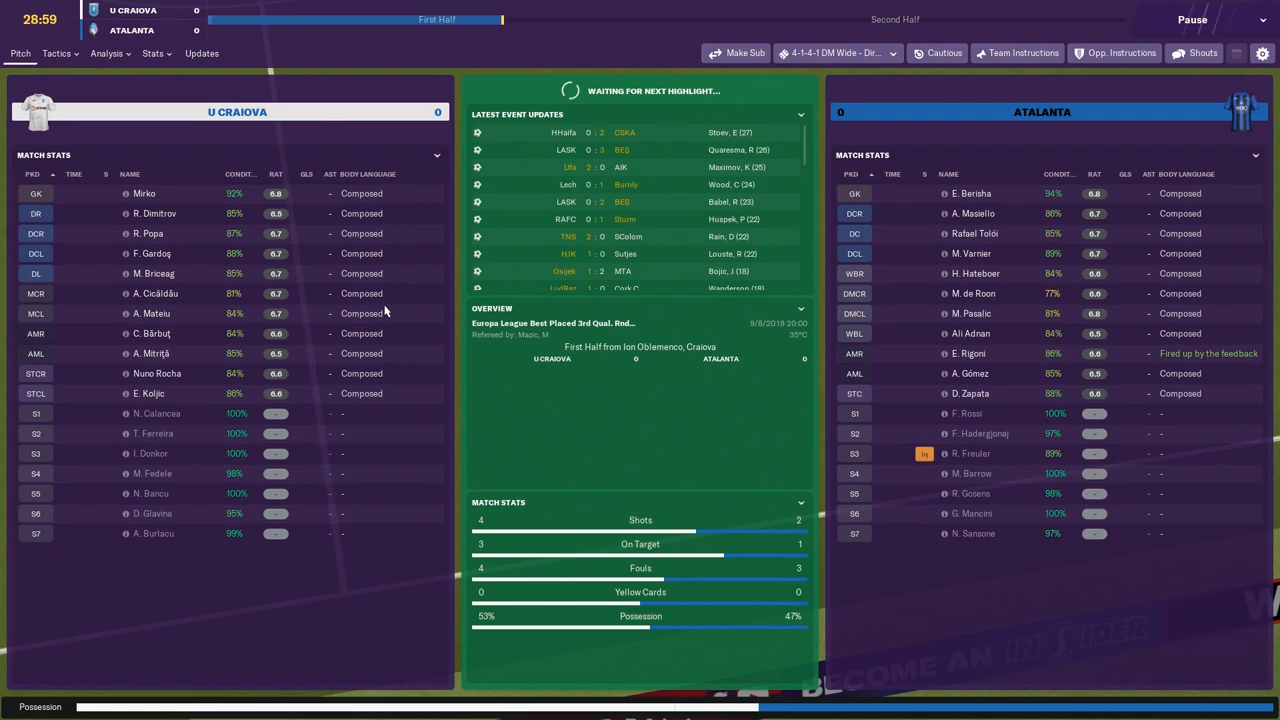 28:59
U CRAIOVA 0
ATALANTA 0
First Half
Second Half
Pause
Pitch Tactics Analysis Stats Updates
Make Sub 4-1-4-1 DM Wide - Dir... Cautious Team Instructions Opp. Instructions Shouts
U CRAIOVA 0
MATCH STATS
PKD TIME S NAME CONDIT... RAT GLS AST BODY LANGUAGE
GK Mirko 92% 6.8 - Composed
DR R. Dimitrov 85% 6.5 - Composed
DCR R. Popa 87% 6.7 - Composed
DCL F. Gardoş 88% 6.7 - Composed
DL M. Briceag 85% 6.7 - Composed
MCR A. Cicâldău 81% 6.7 - Composed
MCL A. Mateiu 84% 6.7 - Composed
AMR C. Bărbuţ 84% 6.6 - Composed
AML A. Mitriţă 85% 6.5 - Composed
STCR Nuno Rocha 84% 6.6 - Composed
STCL E. Koljic 86% 6.6 - Composed
S1 N. Calancea 100% - - -
S2 T. Ferreira 100% - - -
S3 I. Donkor 100% - - -
S4 M. Fedele 98% - - -
S5 N. Bancu 100% - - -
S6 D. Glavina 95% - - -
S7 A. Burlacu 99% - - -
WAITING FOR NEXT HIGHLIGHT...
LATEST EVENT UPDATES
HHaifa 0 : 2 CSKA Stoev, E (27)
LASK 0 : 3 BEŞ Quaresma, R (26)
Ufa 2 : 0 AIK Maximov, K (25)
Lech 0 : 1 Burnly Wood, C (24)
LASK 0 : 2 BEŞ Babel, R (23)
RAFC 0 : 1 Sturm Huspek, P (22)
TNS 2 : 0 SColom Rain, D (22)
HJK 1 : 0 Sutjes Louste, R (22)
Osijek 1 : 2 MTA Bojic, J (18)
LudRaz 1 : 0 Cork C Wanderson (18)
OVERVIEW
Europa League Best Placed 3rd Qual. Rnd... 9/8/2018 20:00
Refereed by: Mazic, M 35°C
First Half from Ion Oblemenco, Craiova
U CRAIOVA 0 ATALANTA 0
MATCH STATS
4 Shots 2
3 On Target 1
4 Fouls 3
0 Yellow Cards 0
53% Possession 47%
0 ATALANTA
MATCH STATS
PKD TIME S NAME CONDIT... RAT GLS AST BODY LANGUAGE
GK E. Berisha 94% 6.8 - Composed
DCR A. Masiello 86% 6.7 - Composed
DC Rafael Tolói 85% 6.7 - Composed
DCL M. Varnier 89% 6.7 - Composed
WBR H. Hateboer 84% 6.6 - Composed
DMCR M. de Roon 77% 6.6 - Composed
DMCL M. Pasalic 81% 6.8 - Composed
WBL Ali Adnan 84% 6.5 - Composed
AMR E. Rigoni 86% 6.6 - Fired up by the feedback
AML A. Gómez 85% 6.5 - Composed
STC D. Zapata 88% 6.6 - Composed
S1 F. Rossi 100% - - -
S2 F. Hadergjonaj 97% - - -
S3 Inj R. Freuler 89% - - -
S4 M. Barrow 100% - - -
S5 R. Gosens 98% - - -
S6 G. Mancini 100% - - -
S7 N. Sansone 97% - - -
BECOME AN INSIDER
Possession